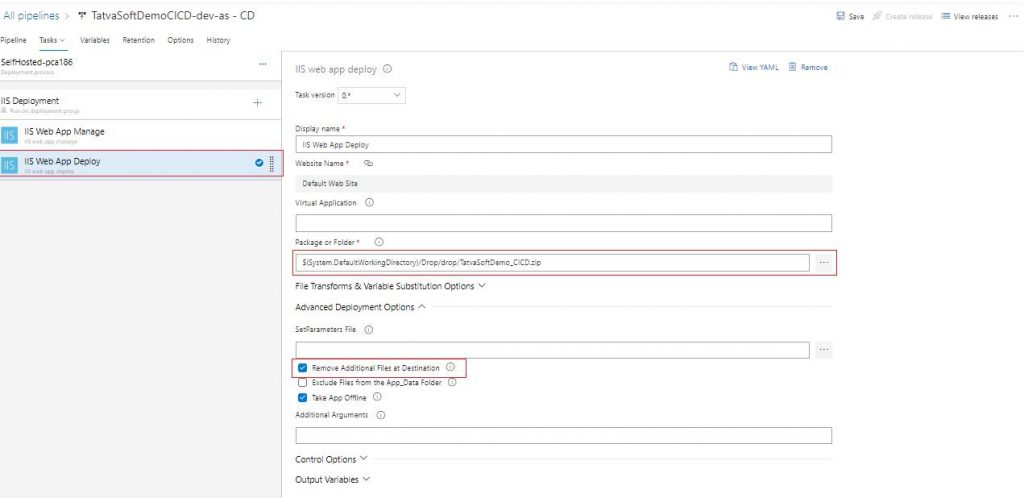 All pipelines > TatvaSoftDemoCICD-dev-as - CD
Save Create release View releases ...
Pipeline Tasks Variables Retention Options History
SelfHosted-pca186 ...
Deployment process
IIS Deployment +
Run on deployment group
IIS IIS Web App Manage
IIS web app manage
IIS IIS Web App Deploy
IIS web app deploy
IIS web app deploy
View YAML Remove
Task version 0.*
Display name *
IIS Web App Deploy
Website Name *
Default Web Site
Virtual Application
Package or Folder *
$(System.DefaultWorkingDirectory)/Drop/drop/TatvaSoftDemo_CICD.zip ...
File Transforms & Variable Substitution Options
Advanced Deployment Options
SetParameters File
...
Remove Additional Files at Destination
Exclude Files from the App_Data Folder
Take App Offline
Additional Arguments
Control Options
Output Variables